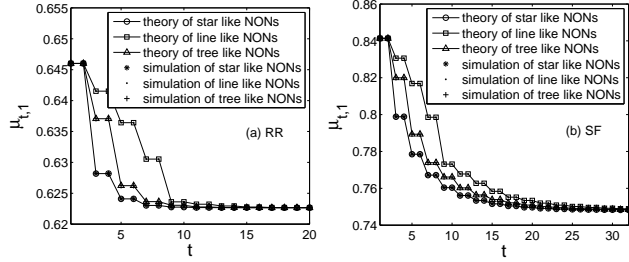 0.655
0.65
0.645
0.64
0.635
0.63
0.625
0.62
μt,1
5
10
15
20
t
theory of star like NONs
theory of line like NONs
theory of tree like NONs
simulation of star like NONs
simulation of line like NONs
simulation of tree like NONs
(a) RR
0.86
0.84
0.82
0.8
0.78
0.76
0.74
μt,1
5
10
15
20
25
30
t
theory of star like NONs
theory of line like NONs
theory of tree like NONs
simulation of star like NONs
simulation of line like NONs
simulation of tree like NONs
(b) SF